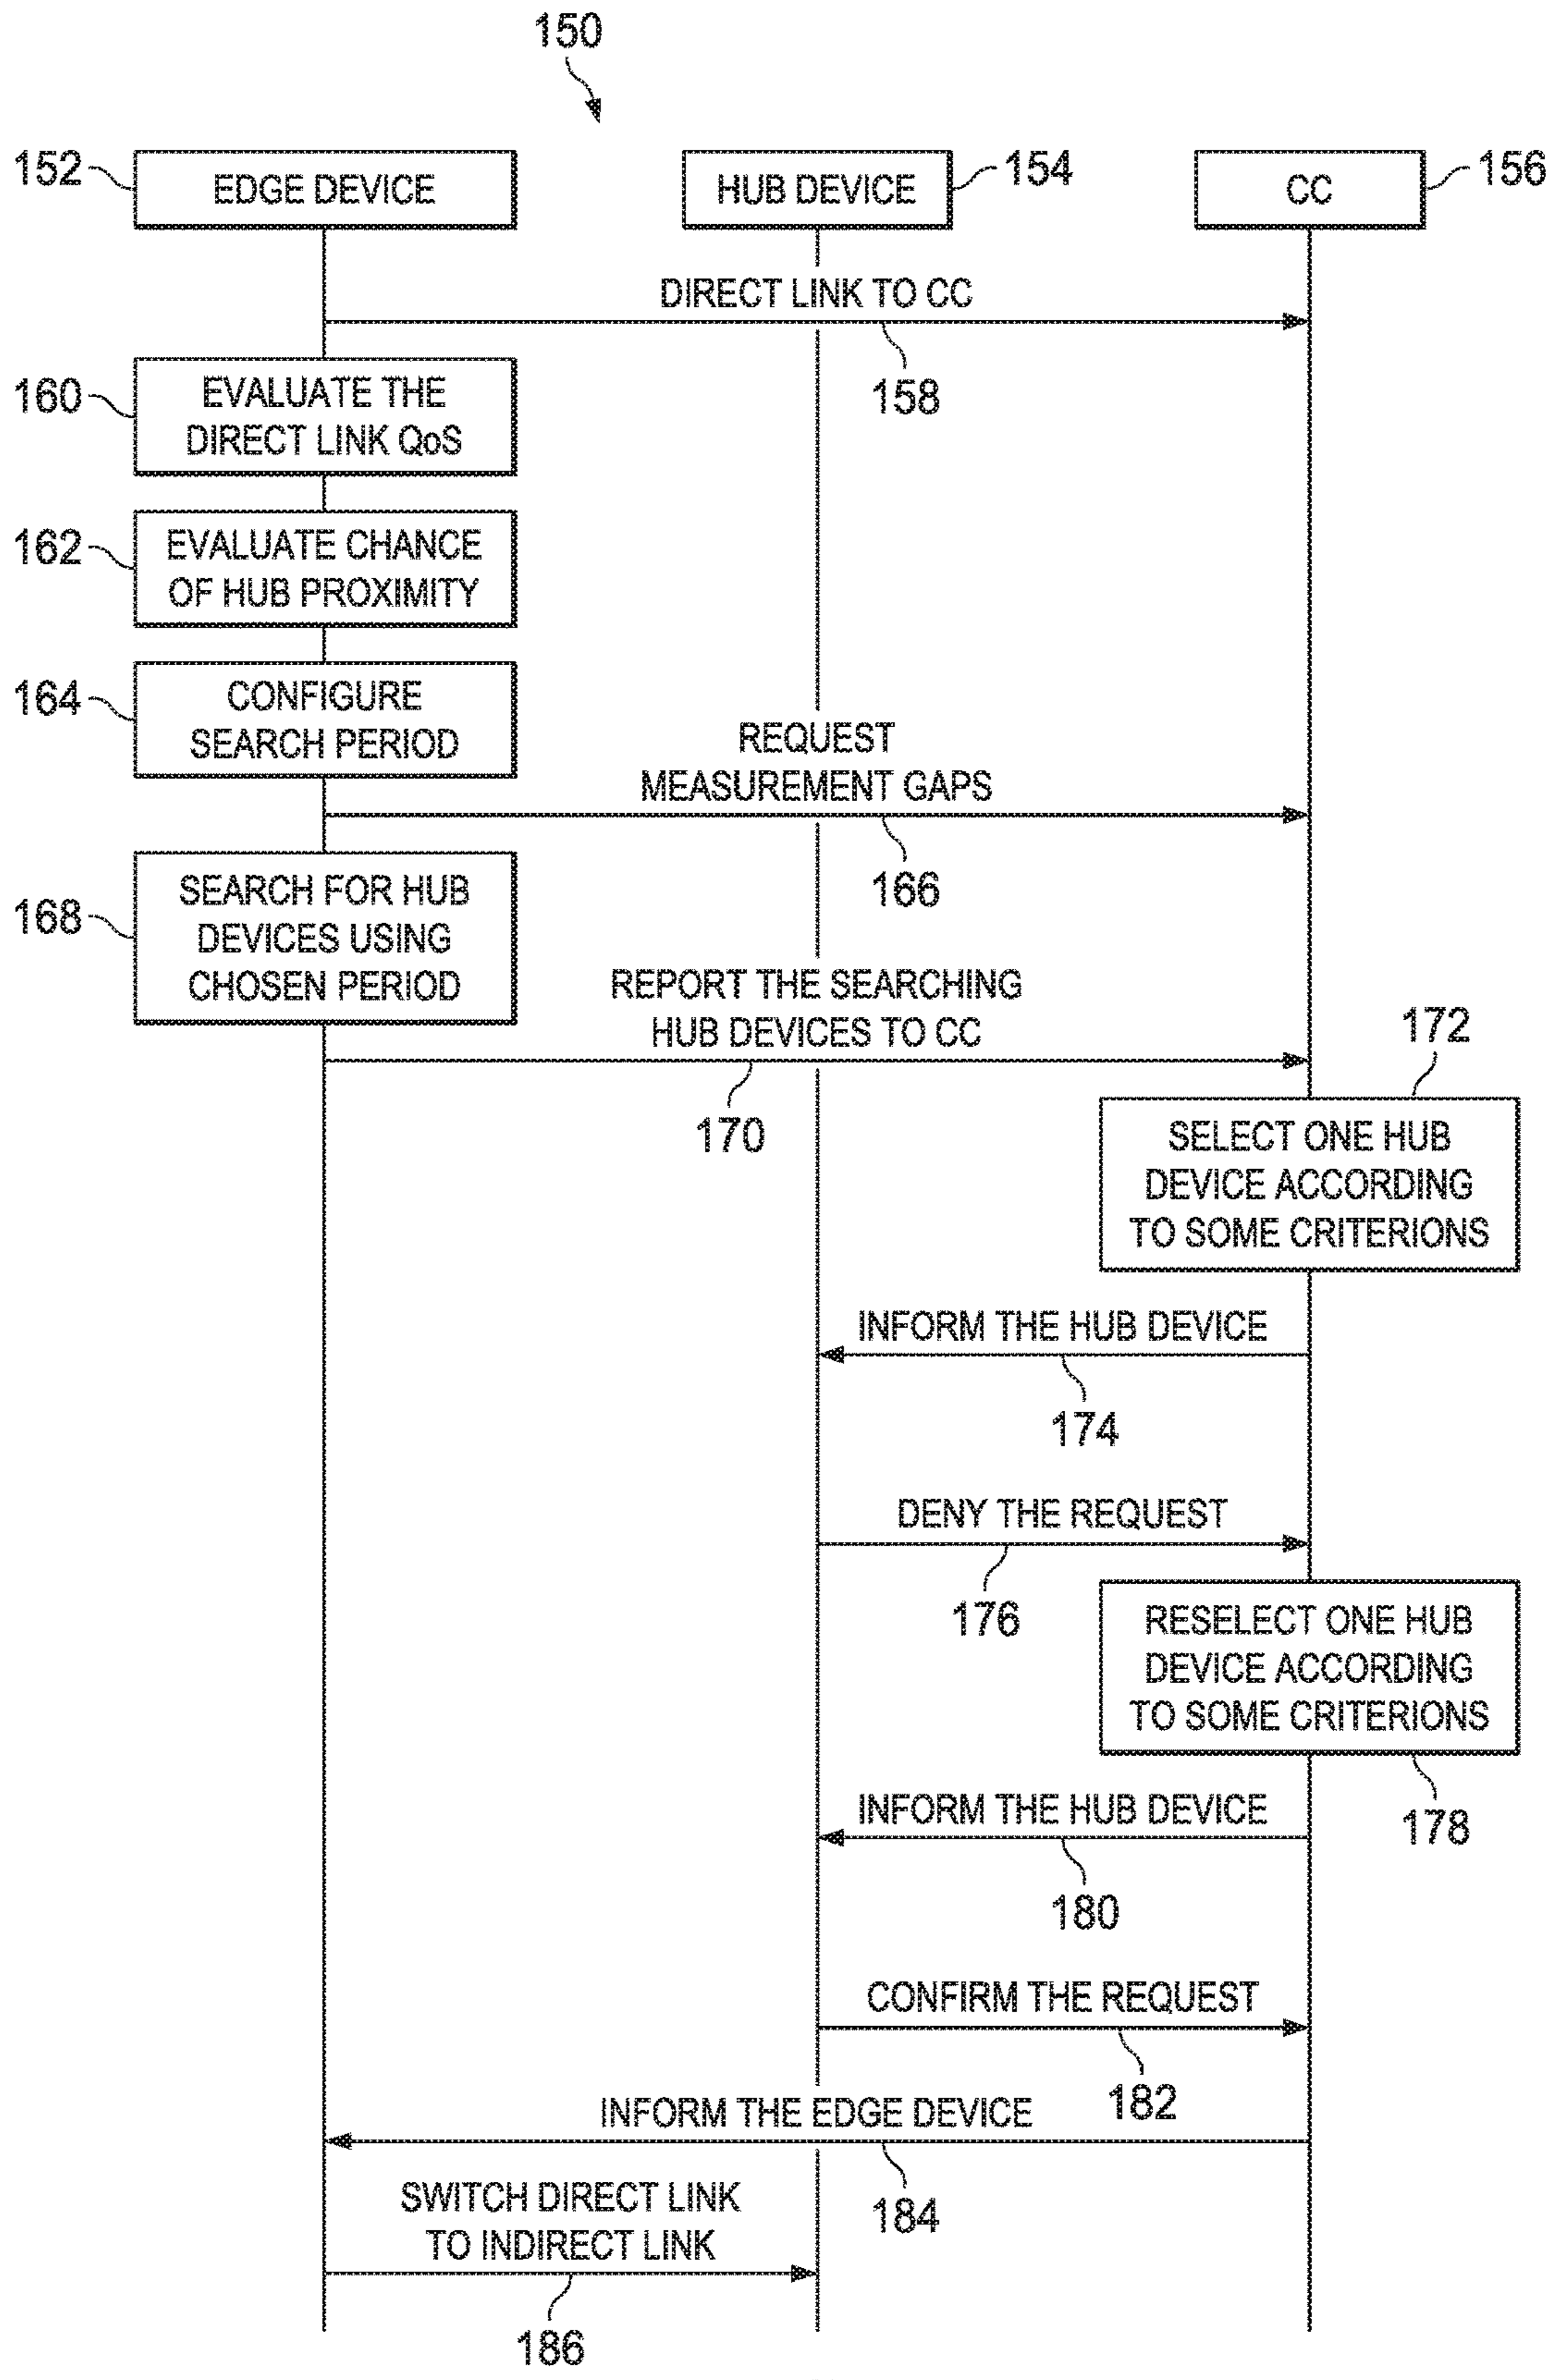 150
152
EDGE DEVICE
HUB DEVICE
154
CC
156
DIRECT LINK TO CC
158
160
EVALUATE THE
DIRECT LINK QoS
162
EVALUATE CHANCE
OF HUB PROXIMITY
164
CONFIGURE
SEARCH PERIOD
REQUEST
MEASUREMENT GAPS
166
168
SEARCH FOR HUB
DEVICES USING
CHOSEN PERIOD
REPORT THE SEARCHING
HUB DEVICES TO CC
170
172
SELECT ONE HUB
DEVICE ACCORDING
TO SOME CRITERIONS
INFORM THE HUB DEVICE
174
DENY THE REQUEST
176
RESELECT ONE HUB
DEVICE ACCORDING
TO SOME CRITERIONS
178
INFORM THE HUB DEVICE
180
CONFIRM THE REQUEST
182
INFORM THE EDGE DEVICE
184
SWITCH DIRECT LINK
TO INDIRECT LINK
186